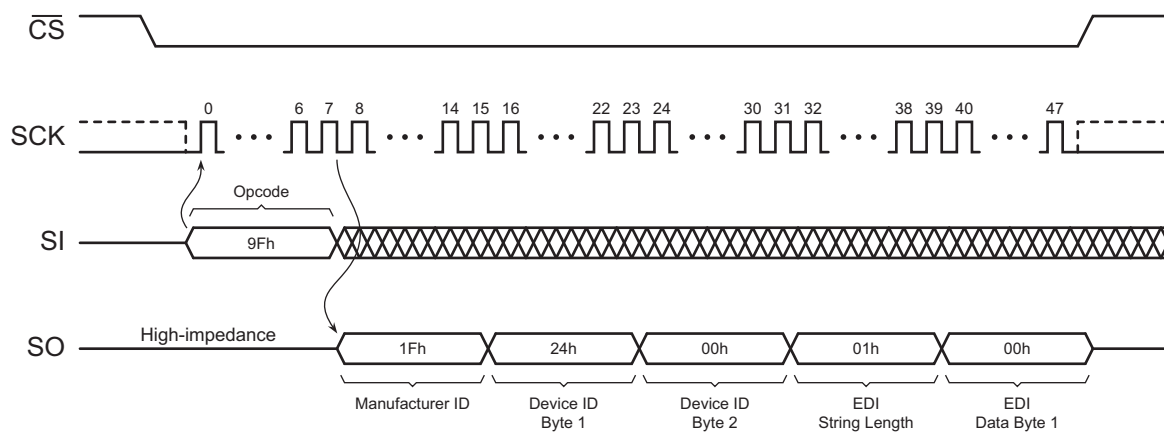 CS
0 6 7 8 14 15 16 22 23 24 30 31 32 38 39 40 47
SCK
Opcode
SI
9Fh
High-impedance
SO
1Fh 24h 00h 01h 00h
Manufacturer ID Device ID Device ID EDI EDI
Byte 1 Byte 2 String Length Data Byte 1